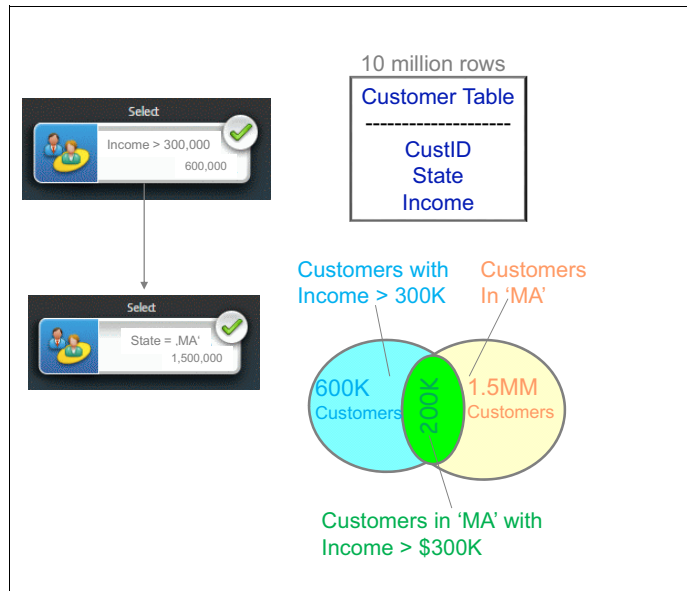 Select
Income > 300,000
600,000
Select
State = ‚MA‘
1,500,000
10 million rows
Customer Table
---------------------
CustID
State
Income
Customers with
Income > 300K
Customers
In ‘MA’
600K
Customers
200K
1.5MM
Customers
Customers in ‘MA’ with
Income > $300K